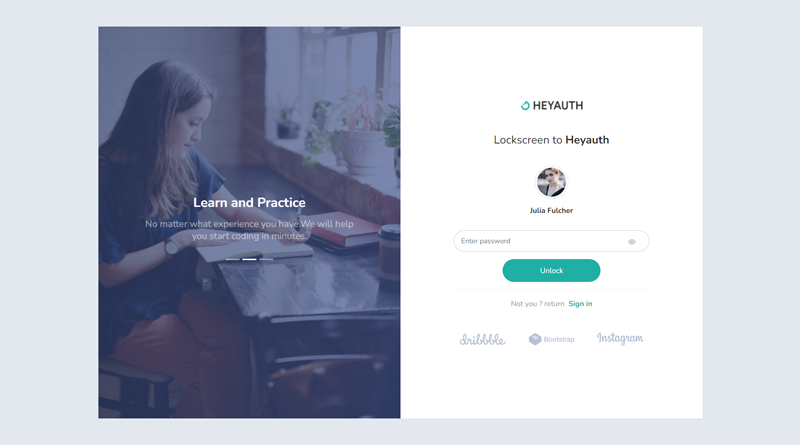 HEYAUTH
Lockscreen to Heyauth
Julia Fulcher
Learn and Practice
No matter what experience you have.We will help
you start coding in minutes.
Enter password
Unlock
Not you ? return Sign in
dribbble
Bootstrap
Instagram